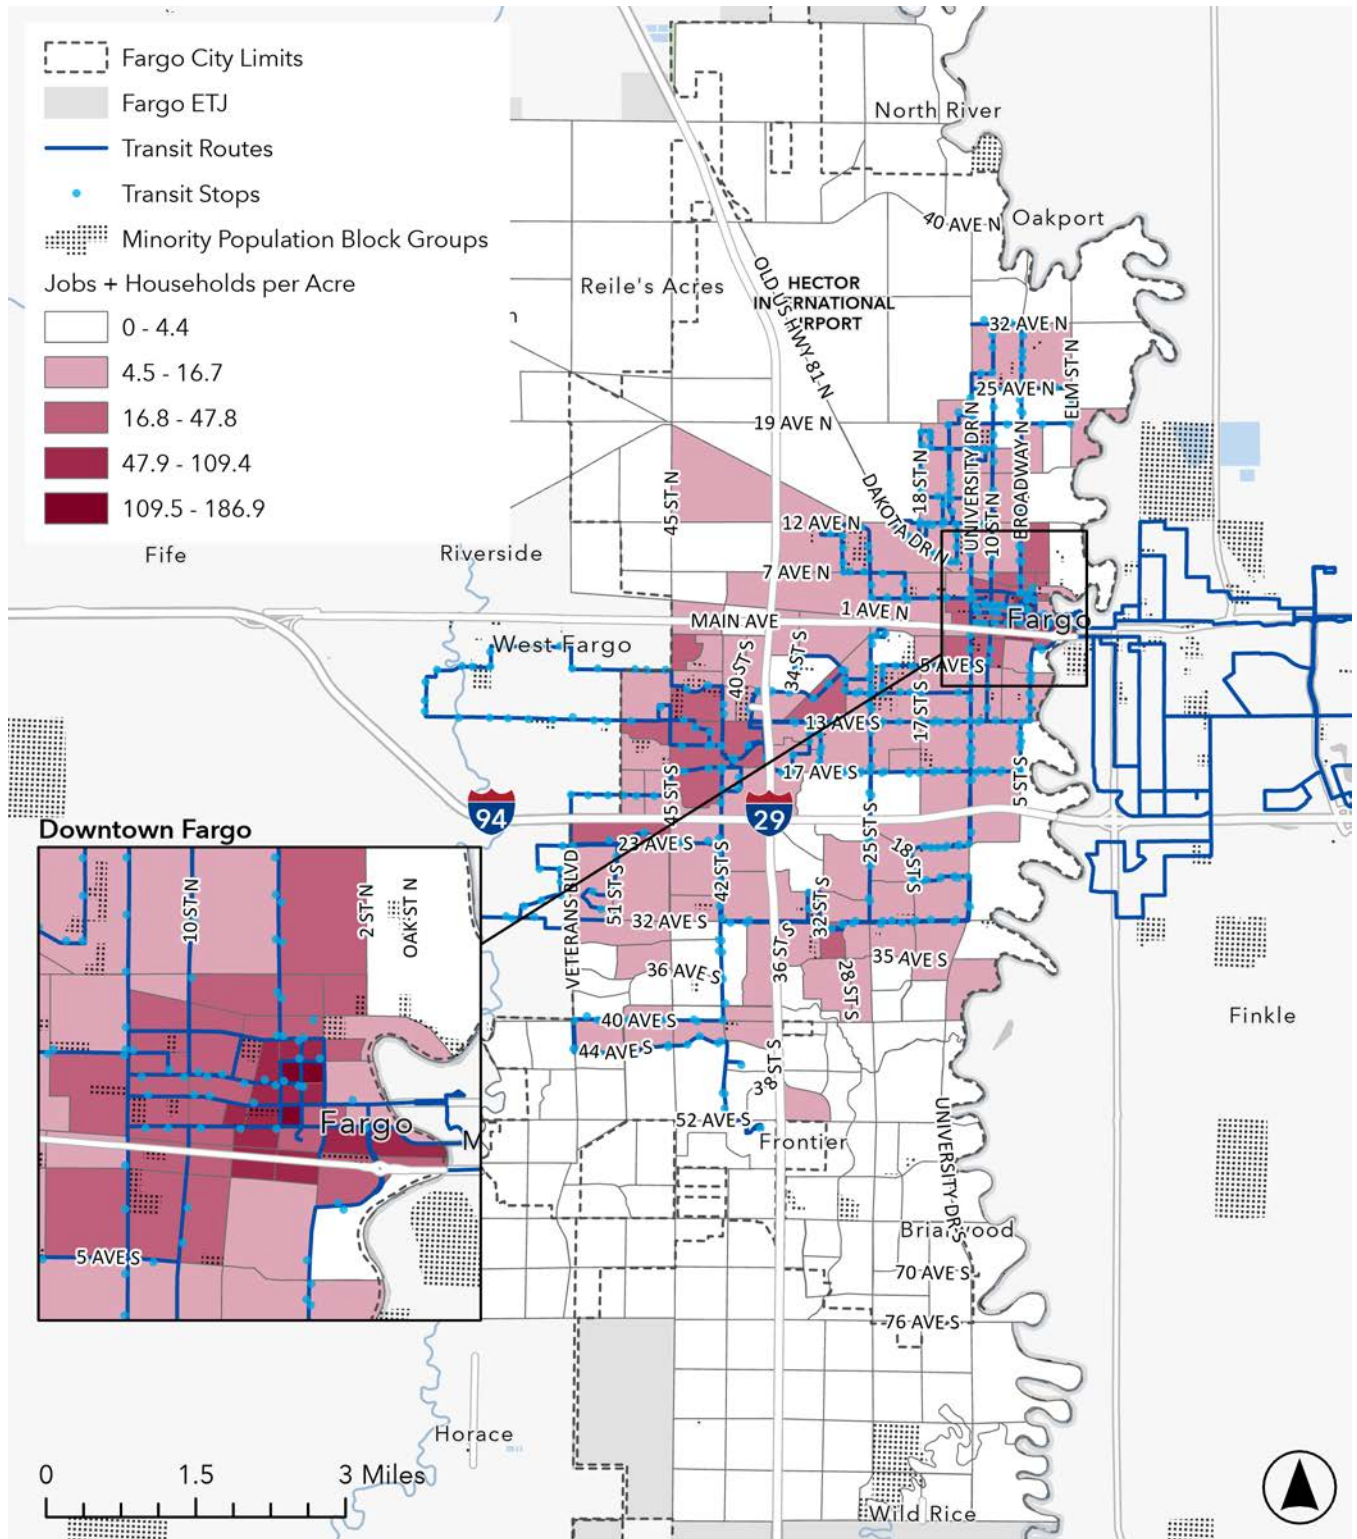 Fargo City Limits
Fargo ETJ
Transit Routes
Transit Stops
Minority Population Block Groups
Jobs + Households per Acre
0 - 4.4
4.5 - 16.7
16.8 - 47.8
47.9 - 109.4
109.5 - 186.9
North River
40 AVE N
Oakport
Reile's Acres
OLD US HWY 81 N
HECTOR
INTERNATIONAL
AIRPORT
32 AVE N
25 AVE N
ELM ST N
19 AVE N
45 ST N
18 ST N
UNIVERSITY DR N
10 ST N
BROADWAY N
DAKOTA DR N
12 AVE N
7 AVE N
1 AVE N
Fife
Riverside
MAIN AVE
Fargo
West Fargo
40 ST S
34 ST S
5 AVE S
17 ST S
13 AVE S
17 AVE S
45 ST S
5 ST S
94
29
25 ST S
18 ST S
23 AVE S
42 ST S
VETERANS BLVD
51 ST S
32 AVE S
32 ST S
36 ST S
35 AVE S
36 AVE S
28 ST S
40 AVE S
44 AVE S
38 ST S
Finkle
52 AVE S
Frontier
UNIVERSITY DR S
Briarwood
70 AVE S
76 AVE S
Downtown Fargo
10 ST N
2 ST N
OAK ST N
Fargo
M
5 AVE S
Horace
Wild Rice
0 1.5 3 Miles